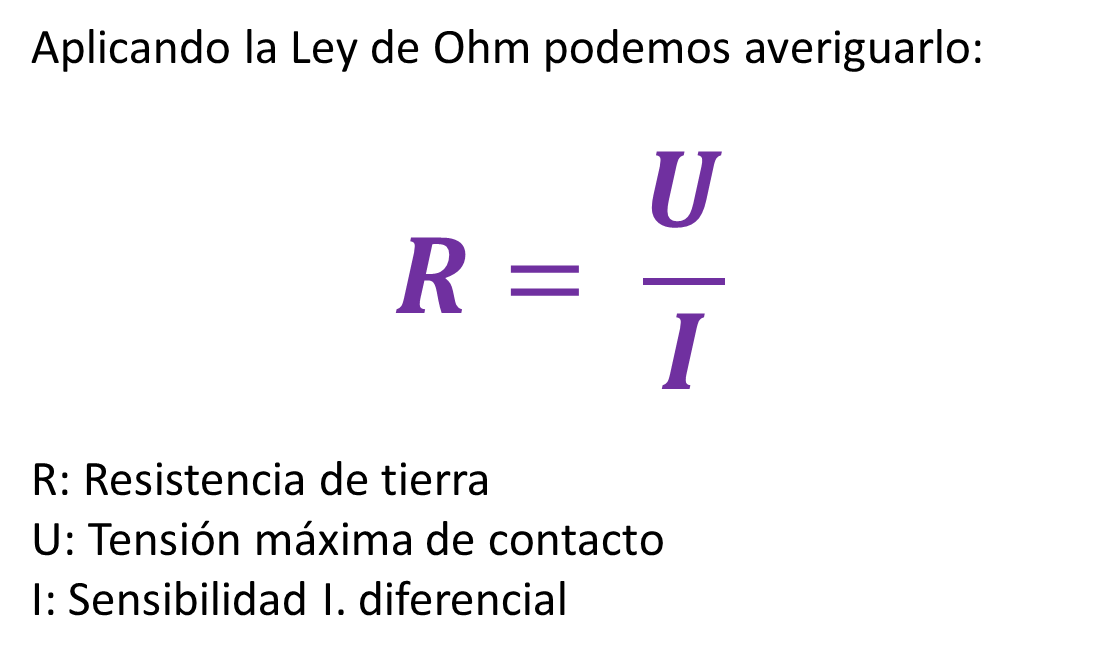 Aplicando la Ley de Ohm podemos averiguarlo:
R = U
I
R: Resistencia de tierra
U: Tensión máxima de contacto
I: Sensibilidad I. diferencial